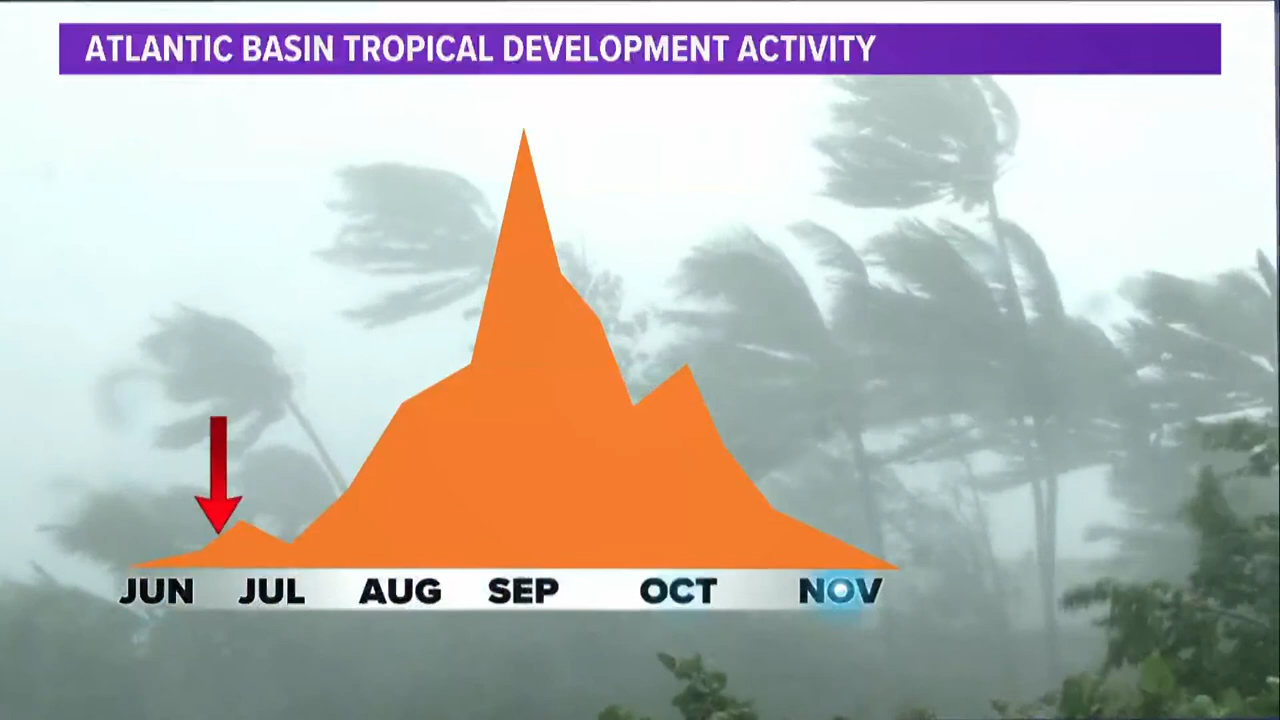 ATLANTIC BASIN TROPICAL DEVELOPMENT ACTIVITY
JUN JUL AUG SEP OCT NOV